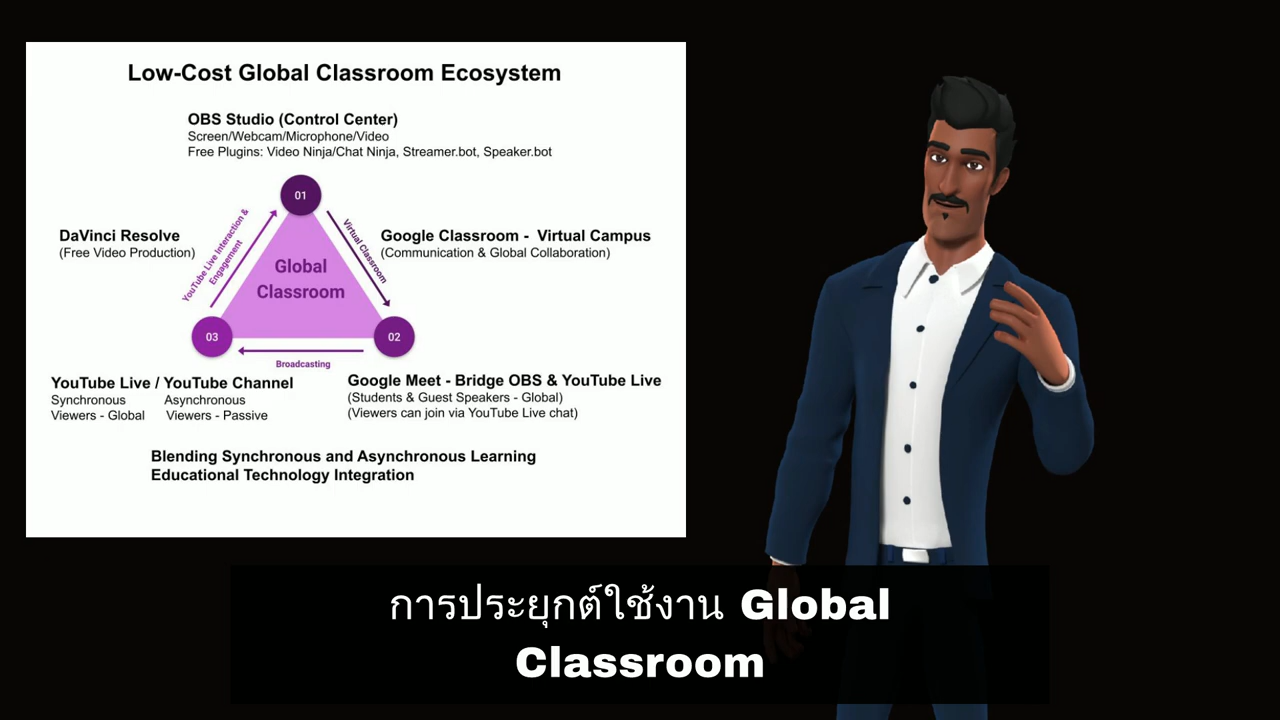 Low-Cost Global Classroom Ecosystem
OBS Studio (Control Center)
Screen/Webcam/Microphone/Video
Free Plugins: Video Ninja/Chat Ninja, Streamer.bot, Speaker.bot
01
YouTube Live Interaction &
Engagement
Virtual Classroom
DaVinci Resolve
(Free Video Production)
Google Classroom - Virtual Campus
(Communication & Global Collaboration)
Global
Classroom
03
02
Broadcasting
YouTube Live / YouTube Channel
Synchronous Asynchronous
Viewers - Global Viewers - Passive
Google Meet - Bridge OBS & YouTube Live
(Students & Guest Speakers - Global)
(Viewers can join via YouTube Live chat)
Blending Synchronous and Asynchronous Learning
Educational Technology Integration
การประยุกต์ใช้งาน Global
Classroom